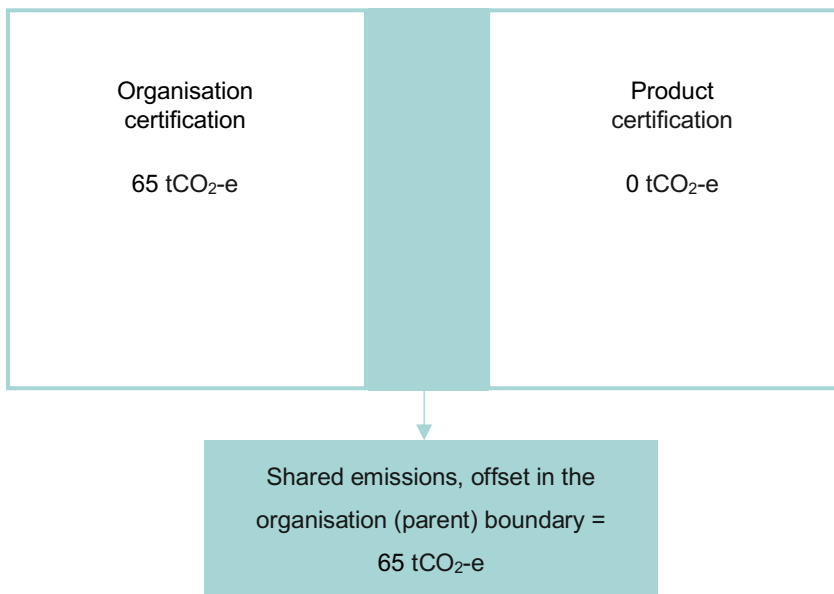 Organisation
certification
65 tCO₂-e
Product
certification
0 tCO₂-e
Shared emissions, offset in the
organisation (parent) boundary =
65 tCO₂-e